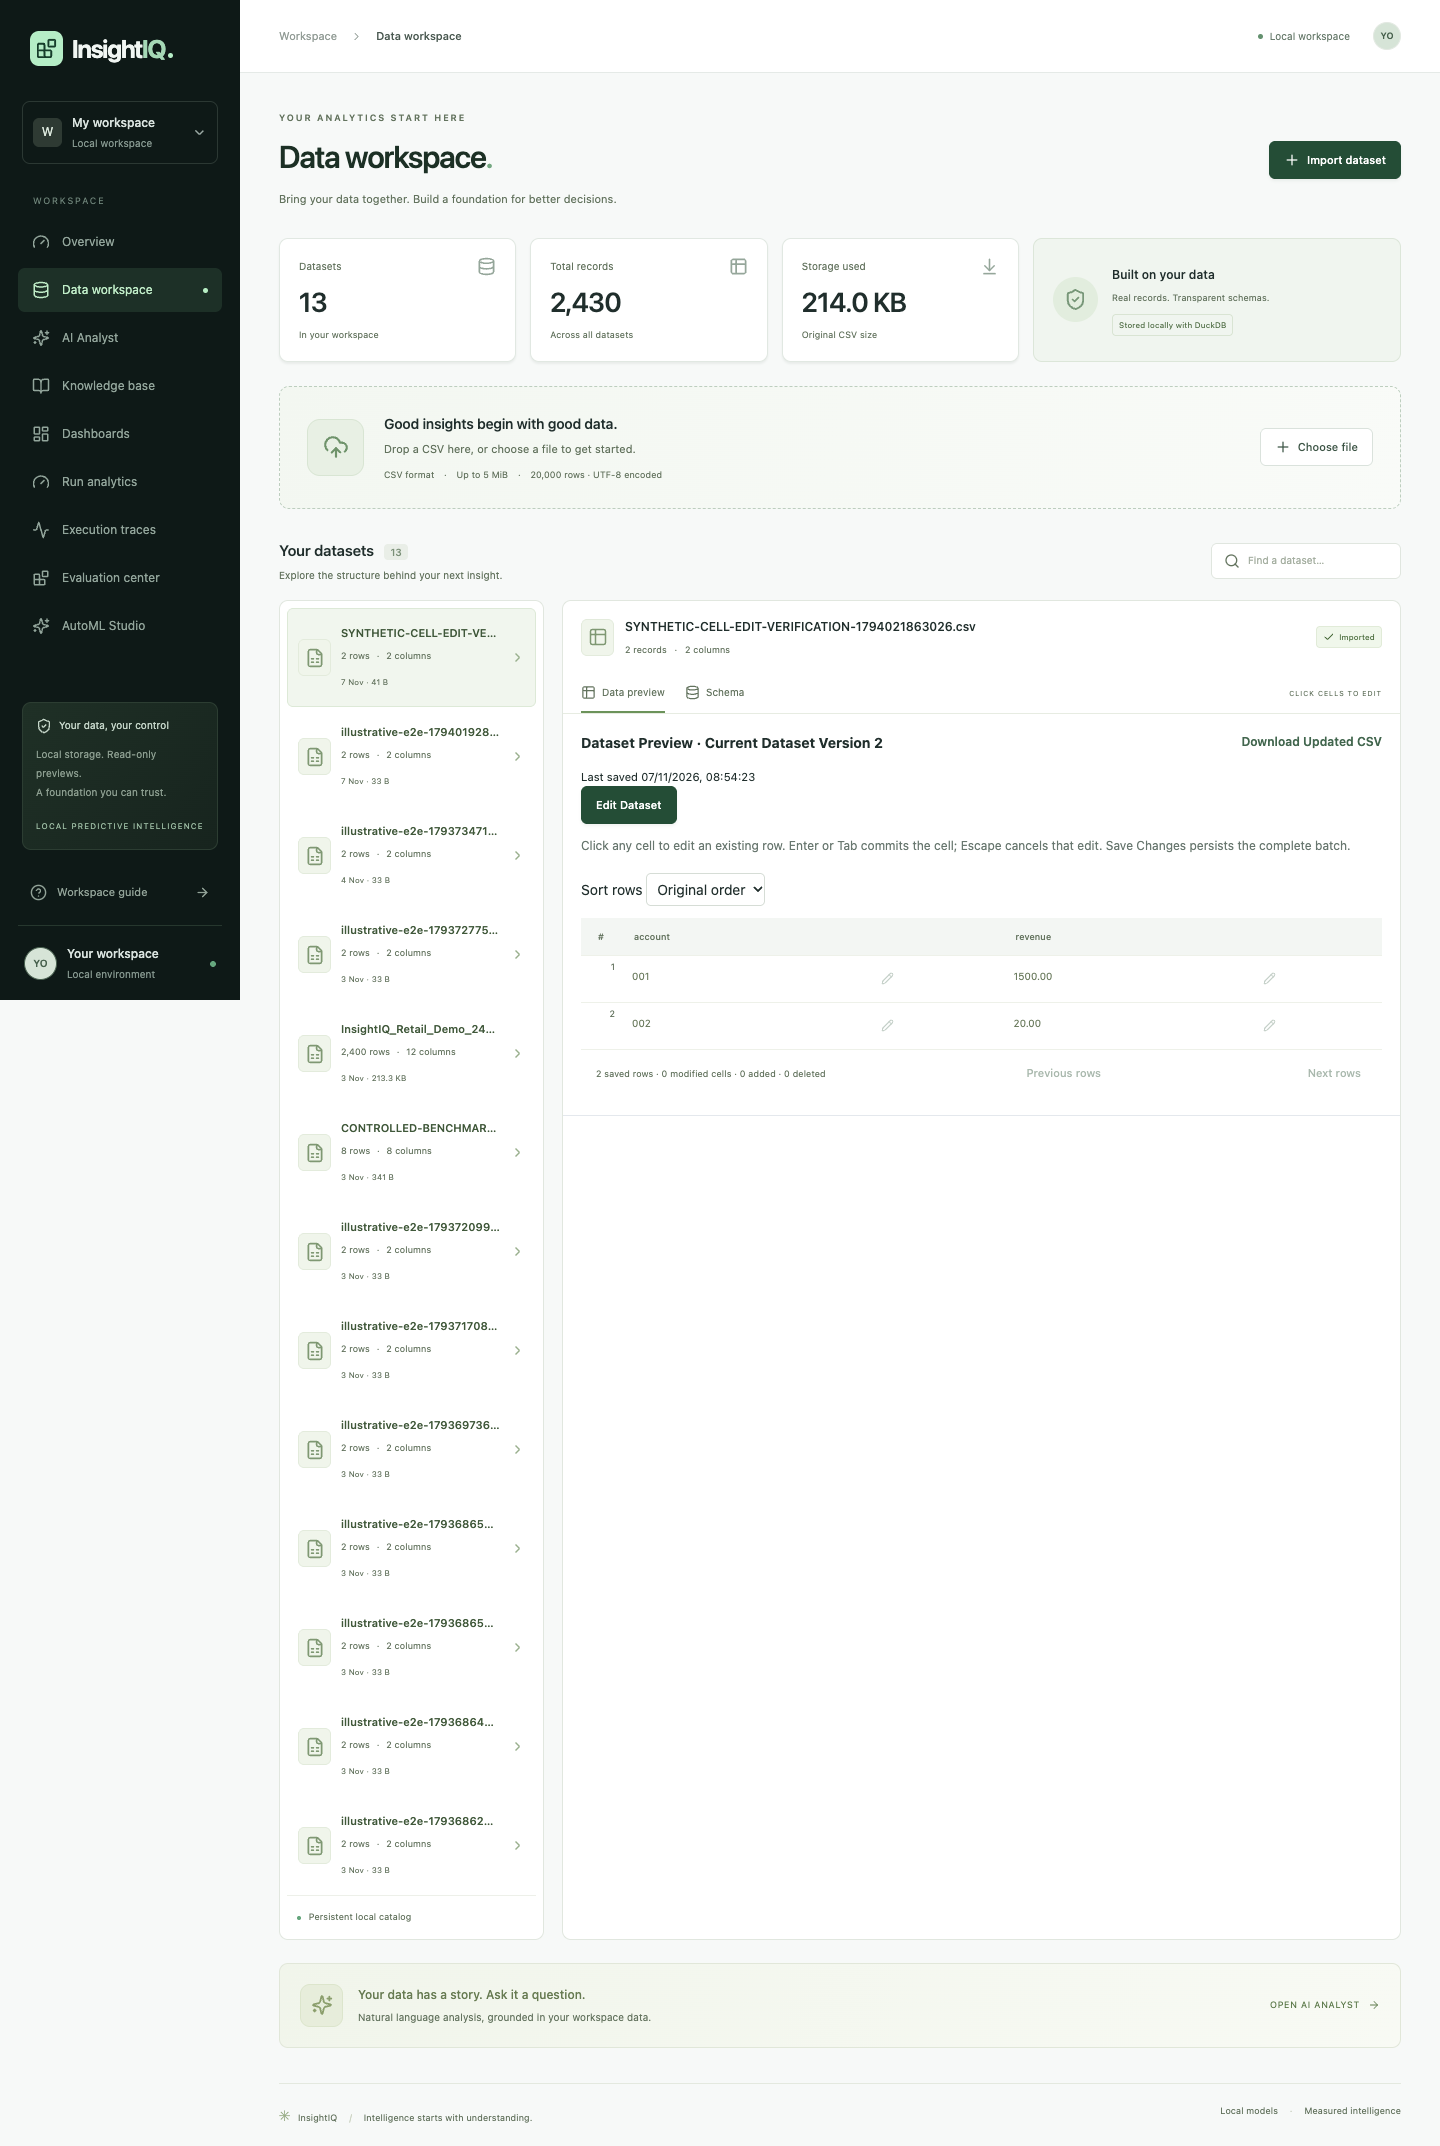 InsightIQ.
W
My workspace
Local workspace
WORKSPACE
Overview
Data workspace
AI Analyst
Knowledge base
Dashboards
Run analytics
Execution traces
Evaluation center
AutoML Studio
Your data, your control
Local storage. Read-only
previews.
A foundation you can trust.
LOCAL PREDICTIVE INTELLIGENCE
Workspace guide
YO
Your workspace
Local environment
Workspace
Data workspace
Local workspace
YO
YOUR ANALYTICS START HERE
Data workspace.
Bring your data together. Build a foundation for better decisions.
Import dataset
Datasets
13
In your workspace
Total records
2,430
Across all datasets
Storage used
214.0 KB
Original CSV size
Built on your data
Real records. Transparent schemas.
Stored locally with DuckDB
Good insights begin with good data.
Drop a CSV here, or choose a file to get started.
CSV format · Up to 5 MiB · 20,000 rows · UTF-8 encoded
Choose file
Your datasets 13
Explore the structure behind your next insight.
Find a dataset...
SYNTHETIC-CELL-EDIT-VE...
2 rows · 2 columns
7 Nov · 41 B
illustrative-e2e-179401928...
2 rows · 2 columns
7 Nov · 33 B
illustrative-e2e-179373471...
2 rows · 2 columns
4 Nov · 33 B
illustrative-e2e-179372775...
2 rows · 2 columns
3 Nov · 33 B
InsightIQ_Retail_Demo_24...
2,400 rows · 12 columns
3 Nov · 213.3 KB
CONTROLLED-BENCHMAR...
8 rows · 8 columns
3 Nov · 341 B
illustrative-e2e-179372099...
2 rows · 2 columns
3 Nov · 33 B
illustrative-e2e-179371708...
2 rows · 2 columns
3 Nov · 33 B
illustrative-e2e-179369736...
2 rows · 2 columns
3 Nov · 33 B
illustrative-e2e-17936865...
2 rows · 2 columns
3 Nov · 33 B
illustrative-e2e-17936865...
2 rows · 2 columns
3 Nov · 33 B
illustrative-e2e-17936864...
2 rows · 2 columns
3 Nov · 33 B
illustrative-e2e-17936862...
2 rows · 2 columns
3 Nov · 33 B
Persistent local catalog
SYNTHETIC-CELL-EDIT-VERIFICATION-1794021863026.csv
2 records · 2 columns
Imported
Data preview
Schema
CLICK CELLS TO EDIT
Dataset Preview · Current Dataset Version 2
Download Updated CSV
Last saved 07/11/2026, 08:54:23
Edit Dataset
Click any cell to edit an existing row. Enter or Tab commits the cell; Escape cancels that edit. Save Changes persists the complete batch.
Sort rows Original order
# account revenue
1 001 1500.00
2 002 20.00
2 saved rows · 0 modified cells · 0 added · 0 deleted
Previous rows
Next rows
Your data has a story. Ask it a question.
Natural language analysis, grounded in your workspace data.
OPEN AI ANALYST
InsightIQ / Intelligence starts with understanding.
Local models · Measured intelligence